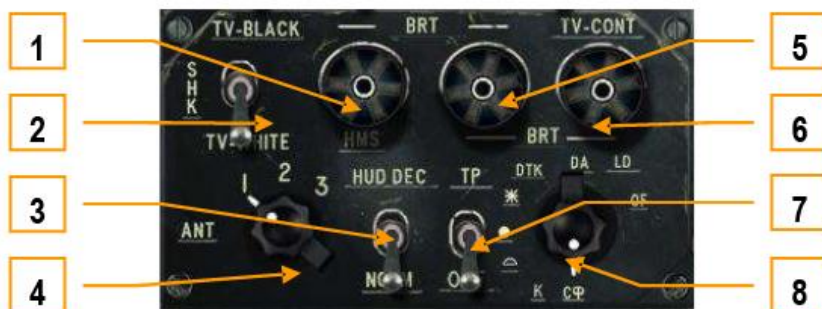 1
2
3
4
TV-BLACK
BRT
TV-CONT
SHK
TV-WHITE
HMS
BRT
HUD DEC
TP
DTK
DA
LD
OF
1
2
3
ANT
NORM
K
СФ
5
6
7
8